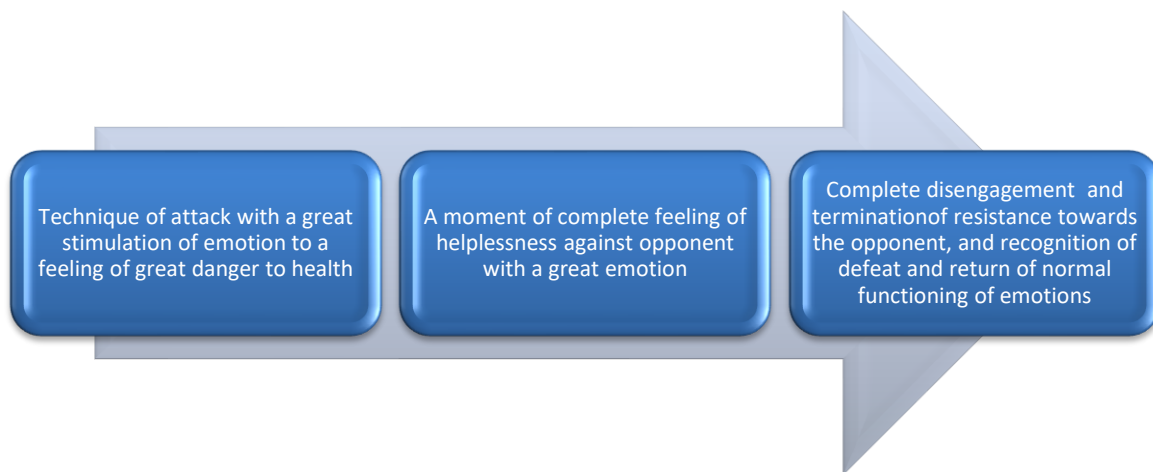 Technique of attack with a great
stimulation of emotion to a
feeling of great danger to health
A moment of complete feeling of
helplessness against opponent
with a great emotion
Complete disengagement  and
terminationof resistance towards
the opponent, and recognition of
defeat and return of normal
functioning of emotions